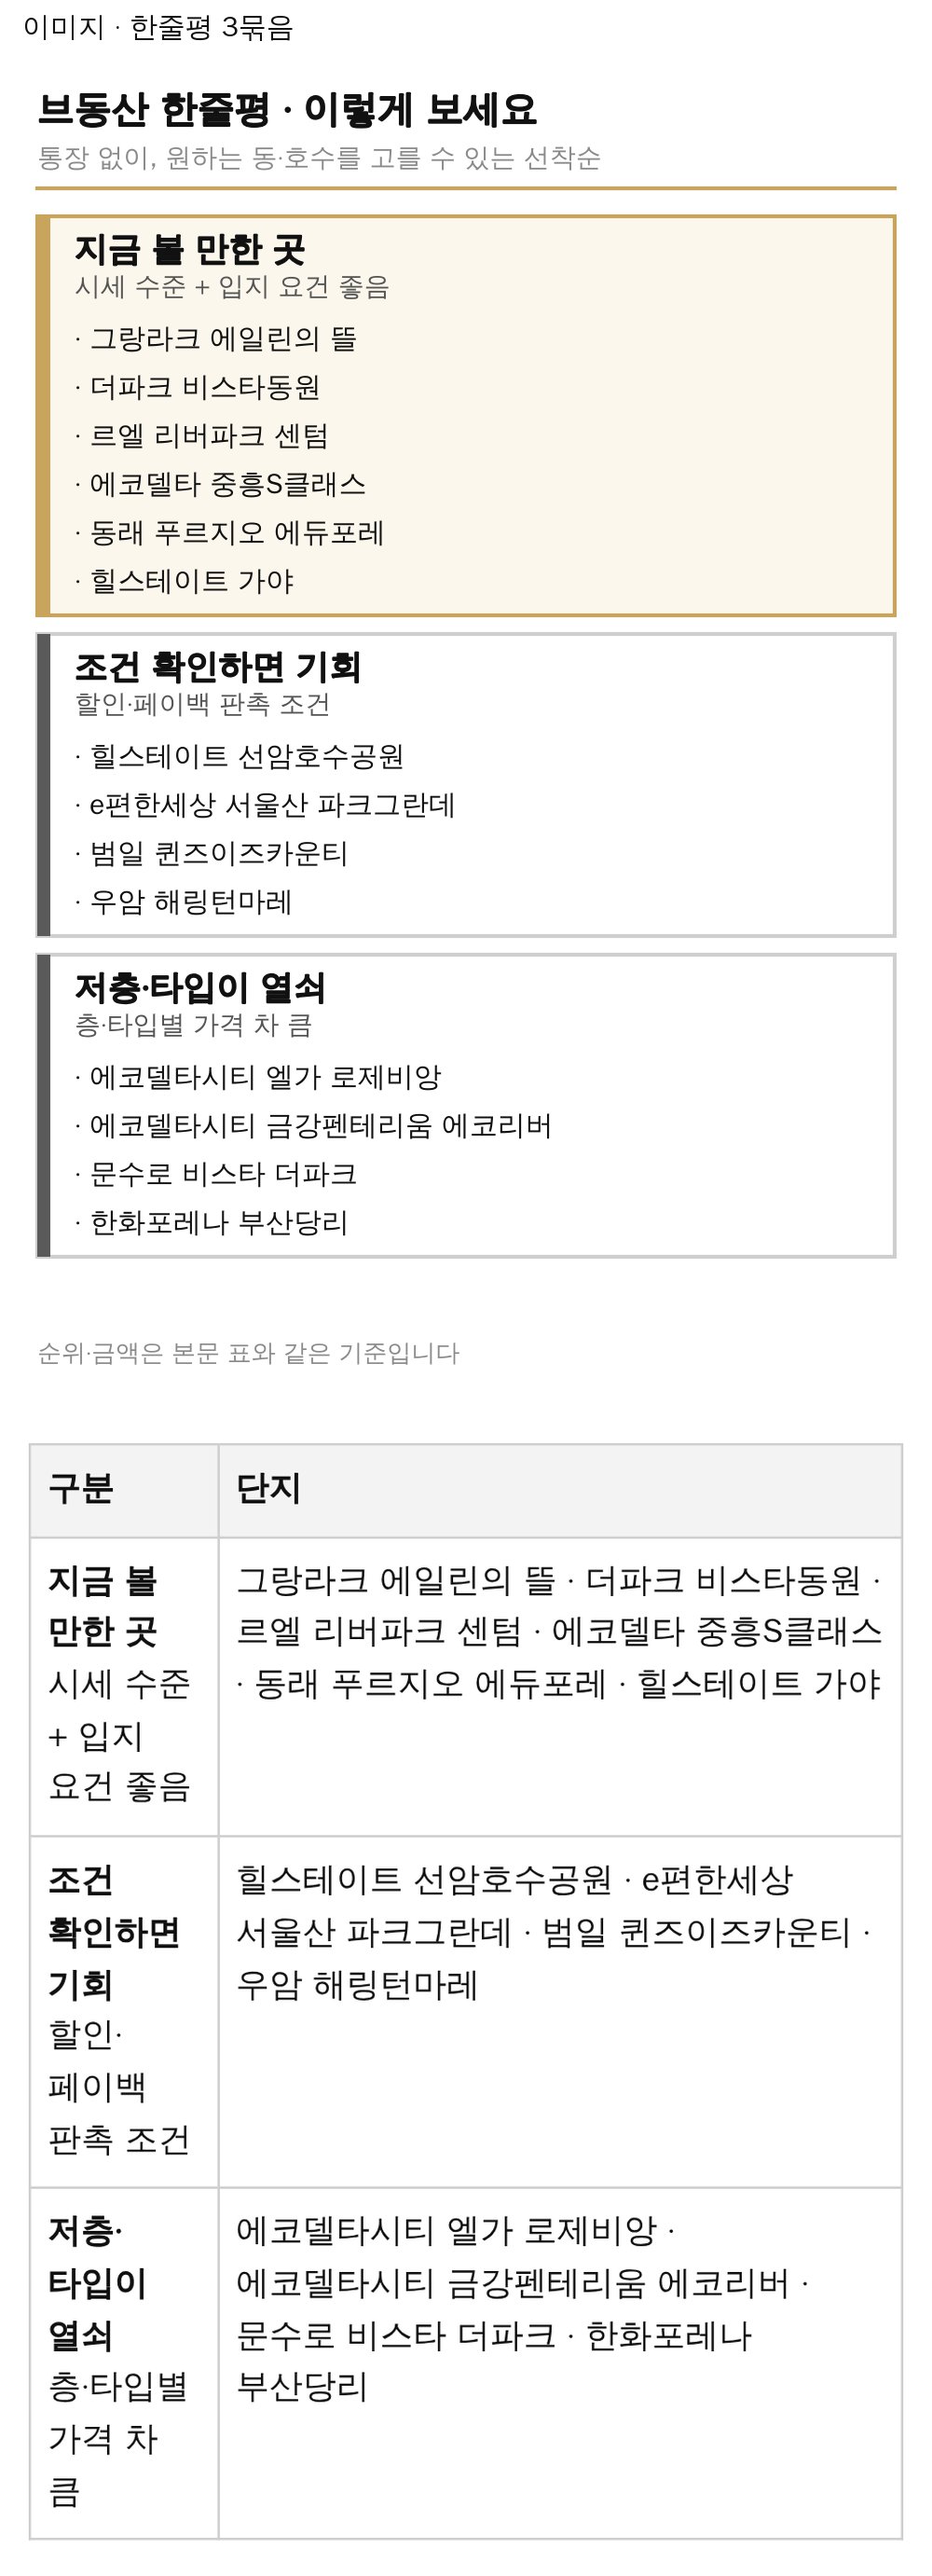 이미지 · 한줄평 3묶음
브동산 한줄평 · 이렇게 보세요
통장 없이, 원하는 동·호수를 고를 수 있는 선착순
지금 볼 만한 곳
시세 수준 + 입지 요건 좋음
· 그랑라크 에일린의 뜰
· 더파크 비스타동원
· 르엘 리버파크 센텀
· 에코델타 중흥S클래스
· 동래 푸르지오 에듀포레
· 힐스테이트 가야
조건 확인하면 기회
할인·페이백 판촉 조건
· 힐스테이트 선암호수공원
· e편한세상 서울산 파크그란데
· 범일 퀸즈이즈카운티
· 우암 해링턴마레
저층·타입이 열쇠
층·타입별 가격 차 큼
· 에코델타시티 엘가 로제비앙
· 에코델타시티 금강펜테리움 에코리버
· 문수로 비스타 더파크
· 한화포레나 부산당리
순위·금액은 본문 표와 같은 기준입니다
구분
단지
지금 볼
만한 곳
시세 수준
+ 입지
요건 좋음
그랑라크 에일린의 뜰 · 더파크 비스타동원 ·
르엘 리버파크 센텀 · 에코델타 중흥S클래스
· 동래 푸르지오 에듀포레 · 힐스테이트 가야
조건
확인하면
기회
할인·
페이백
판촉 조건
힐스테이트 선암호수공원 · e편한세상
서울산 파크그란데 · 범일 퀸즈이즈카운티 ·
우암 해링턴마레
저층·
타입이
열쇠
층·타입별
가격 차
큼
에코델타시티 엘가 로제비앙 ·
에코델타시티 금강펜테리움 에코리버 ·
문수로 비스타 더파크 · 한화포레나
부산당리